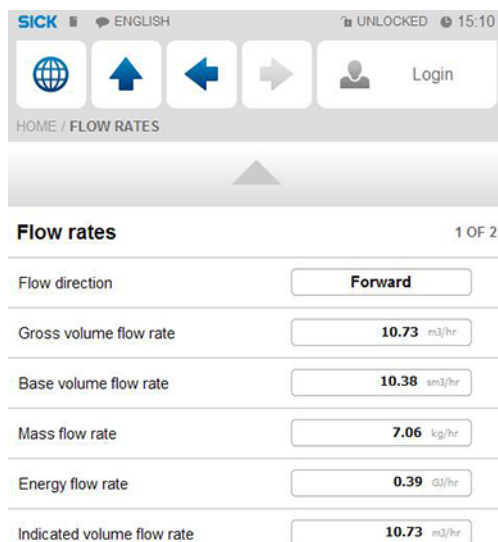 SICK ENGLISH UNLOCKED 15:10
Login
HOME / FLOW RATES
Flow rates 1 OF 2
Flow direction Forward
Gross volume flow rate 10.73 m3/hr
Base volume flow rate 10.38 sm3/hr
Mass flow rate 7.06 kg/hr
Energy flow rate 0.39 GJ/hr
Indicated volume flow rate 10.73 m3/hr